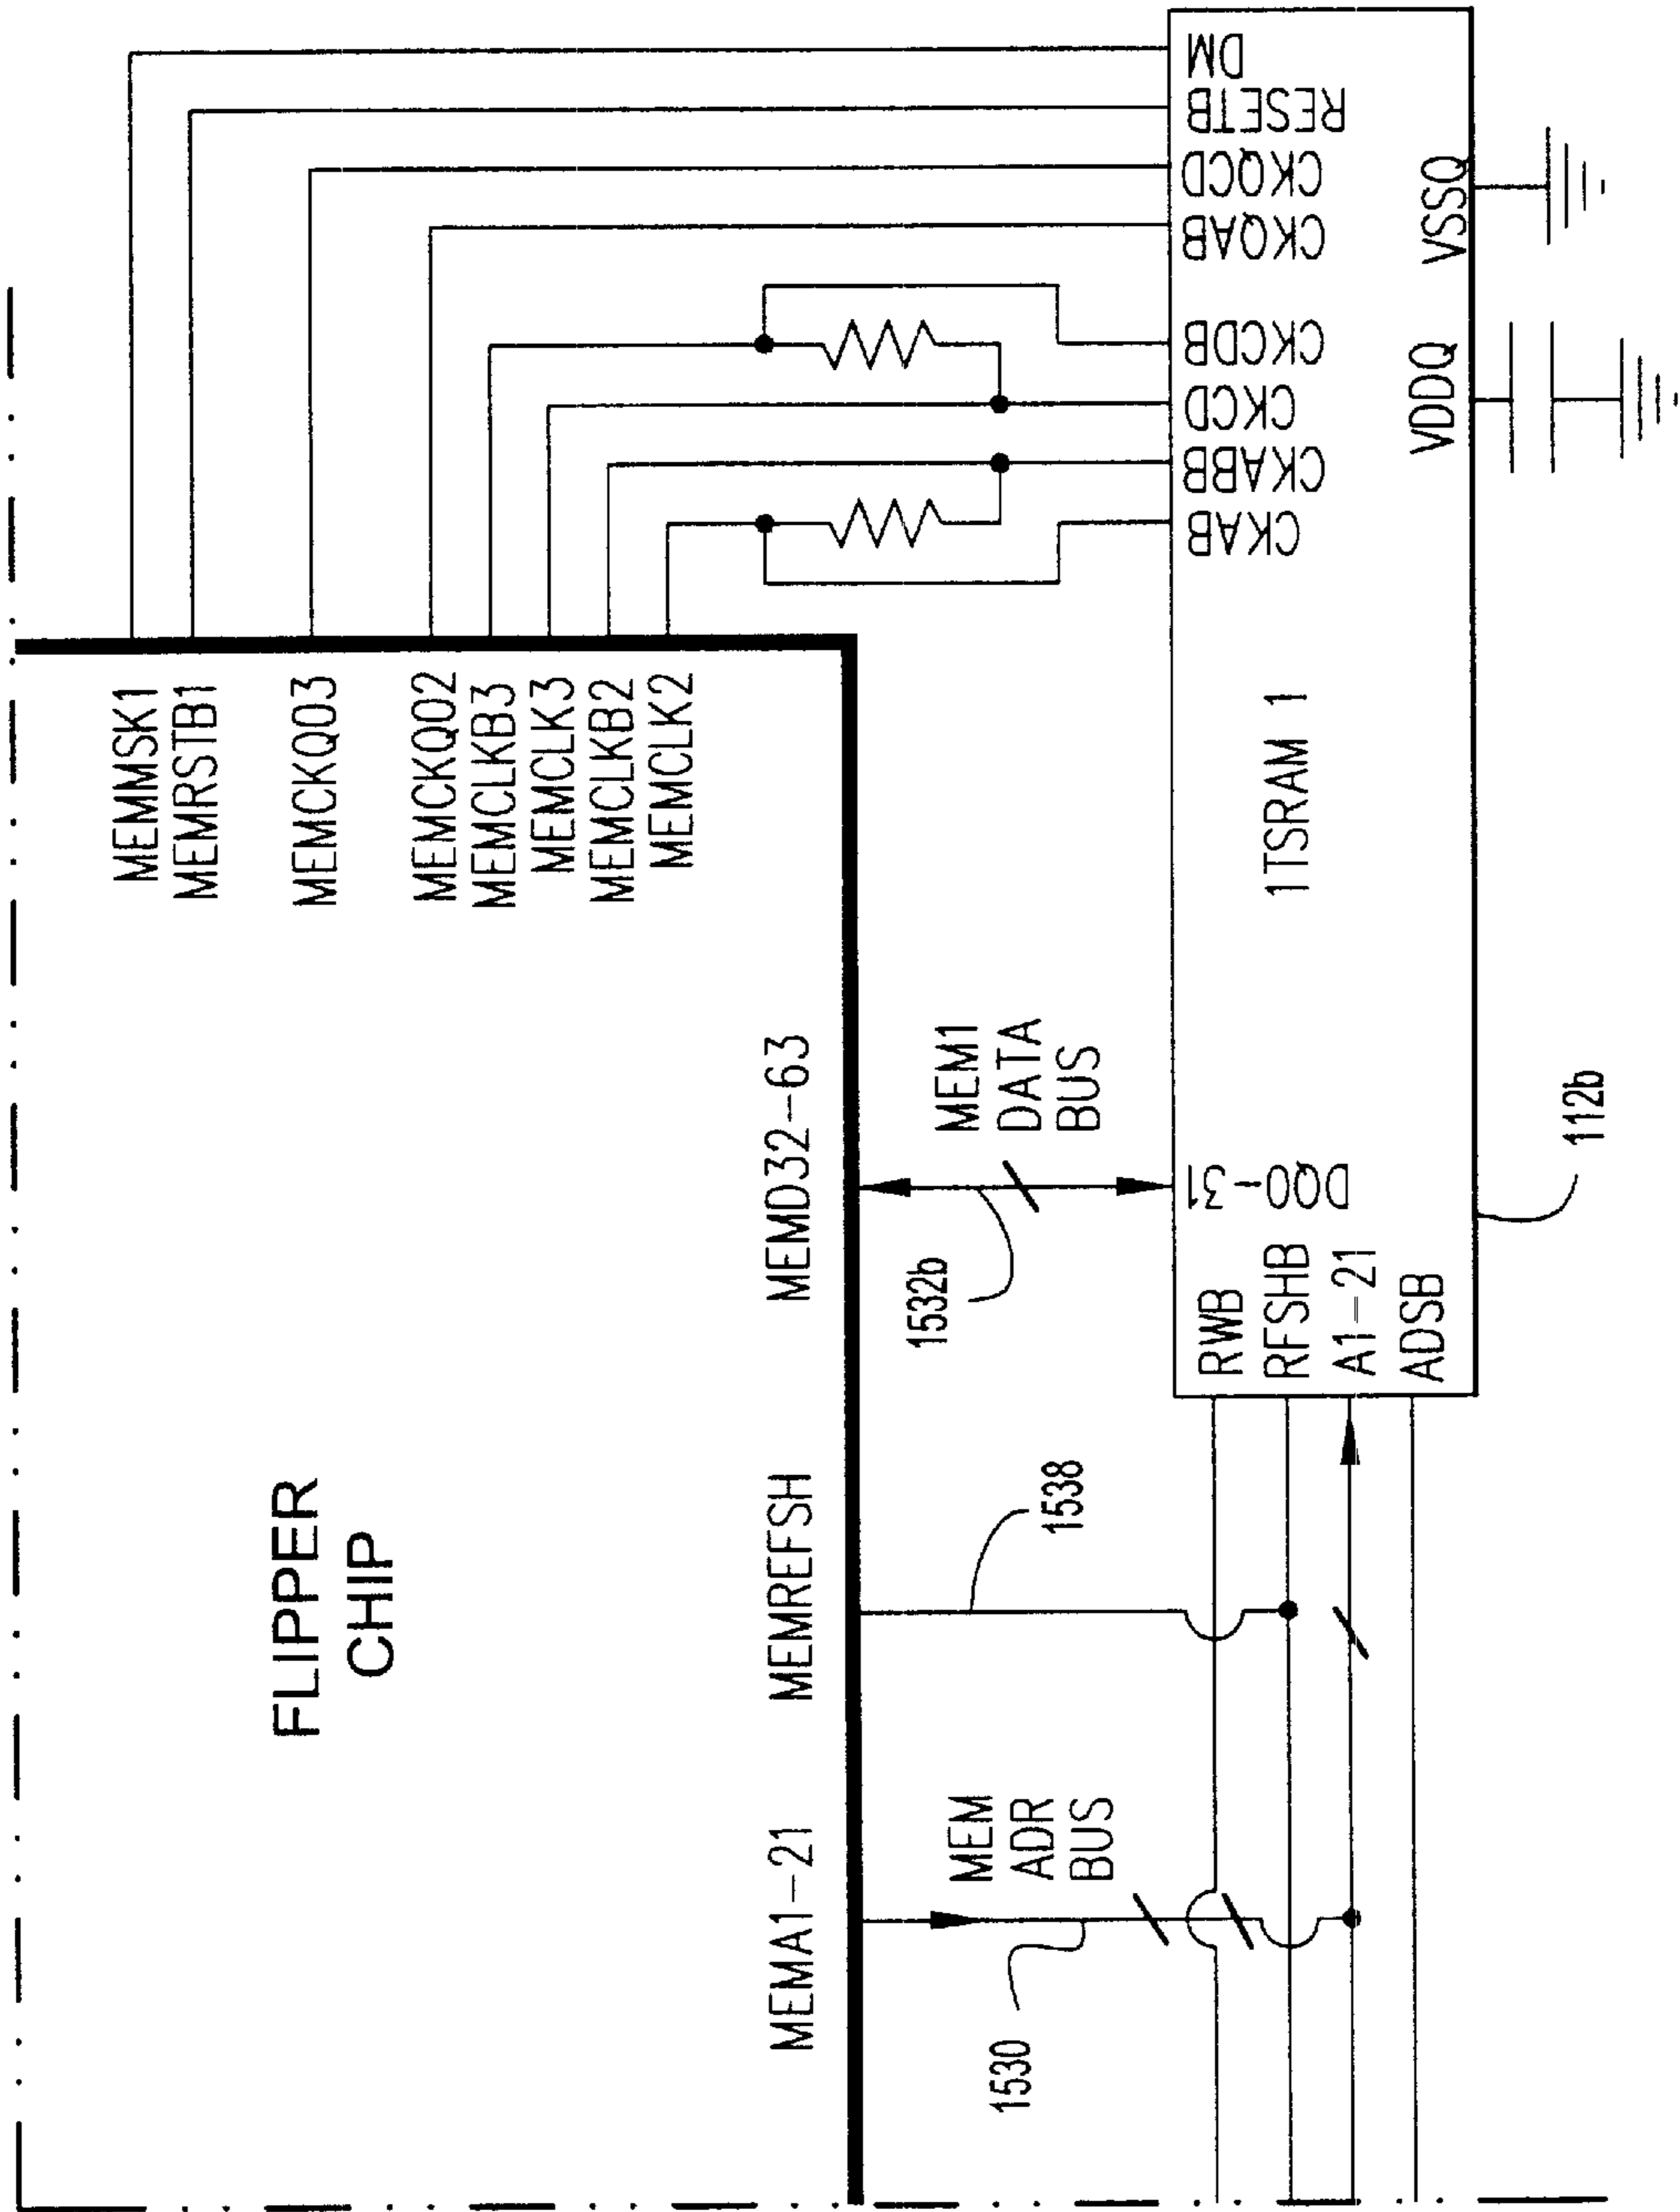 FLIPPER
CHIP
MEMMSK1
MEMRSTB1
MEMCKQO3
MEMCKQO2
MEMCLKB3
MEMCLK3
MEMCLKB2
MEMCLK2
MEMA1-21
MEMREFSH
MEMD32-63
1530
MEM
ADR
BUS
1538
1532b
MEM1
DATA
BUS
RWB
RFSHB
A1-21
ADSB
DQ0-31
1TSRAM 1
CKAB
CKABB
CKCD
CKCDB
CKQAB
CKQCD
RESETB
DM
VDDQ
VSSQ
112b